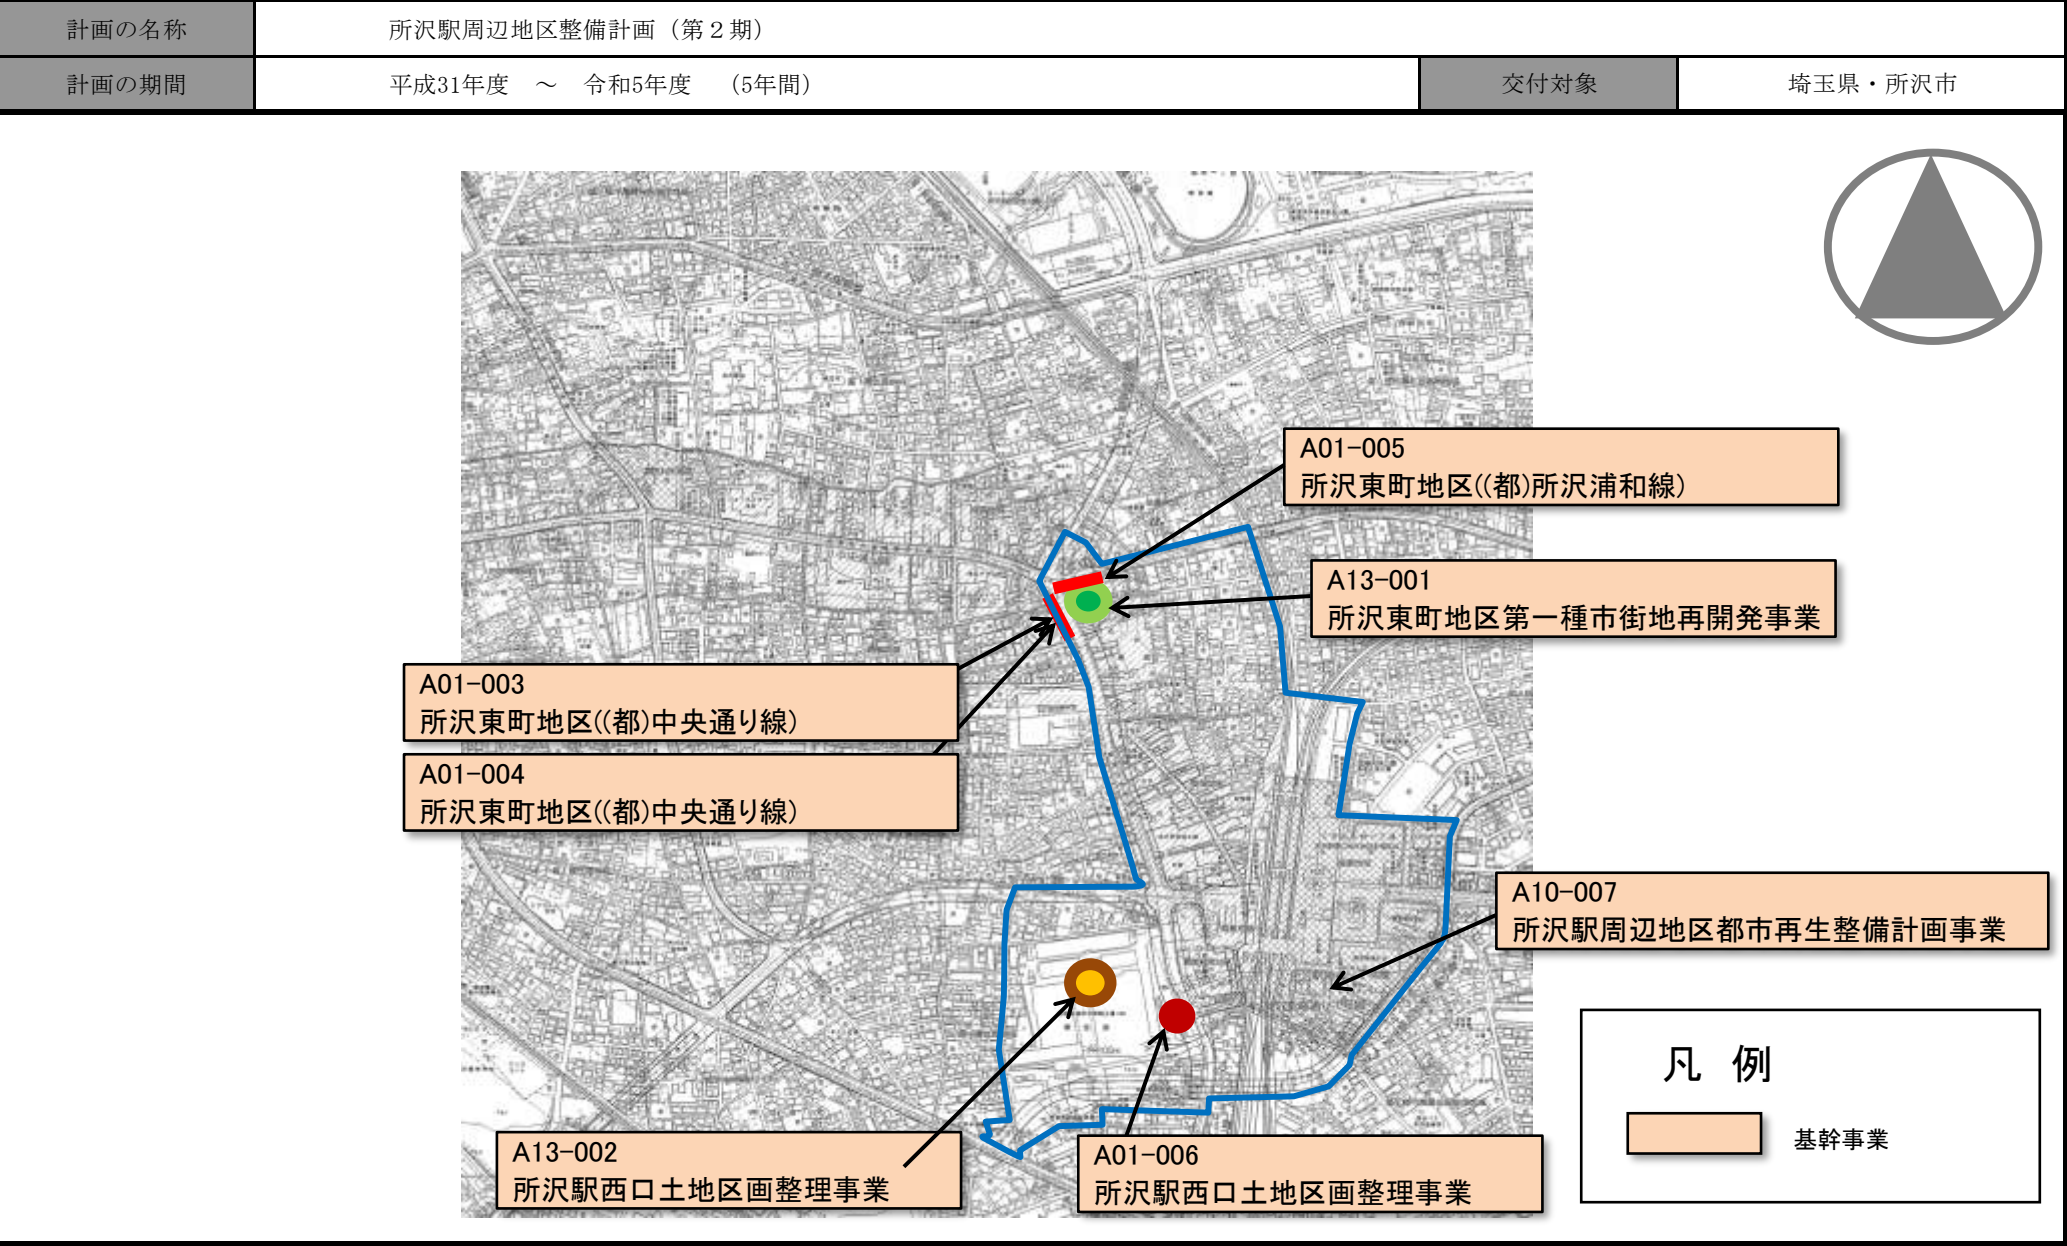 計画の名称
所沢駅周辺地区整備計画（第２期）
計画の期間
平成31年度　～　令和5年度　（5年間）
交付対象
埼玉県・所沢市
A01-005
所沢東町地区((都)所沢浦和線)
A13-001
所沢東町地区第一種市街地再開発事業
A01-003
所沢東町地区((都)中央通り線)
A01-004
所沢東町地区((都)中央通り線)
A10-007
所沢駅周辺地区都市再生整備計画事業
A13-002
所沢駅西口土地区画整理事業
A01-006
所沢駅西口土地区画整理事業
凡 例
基幹事業